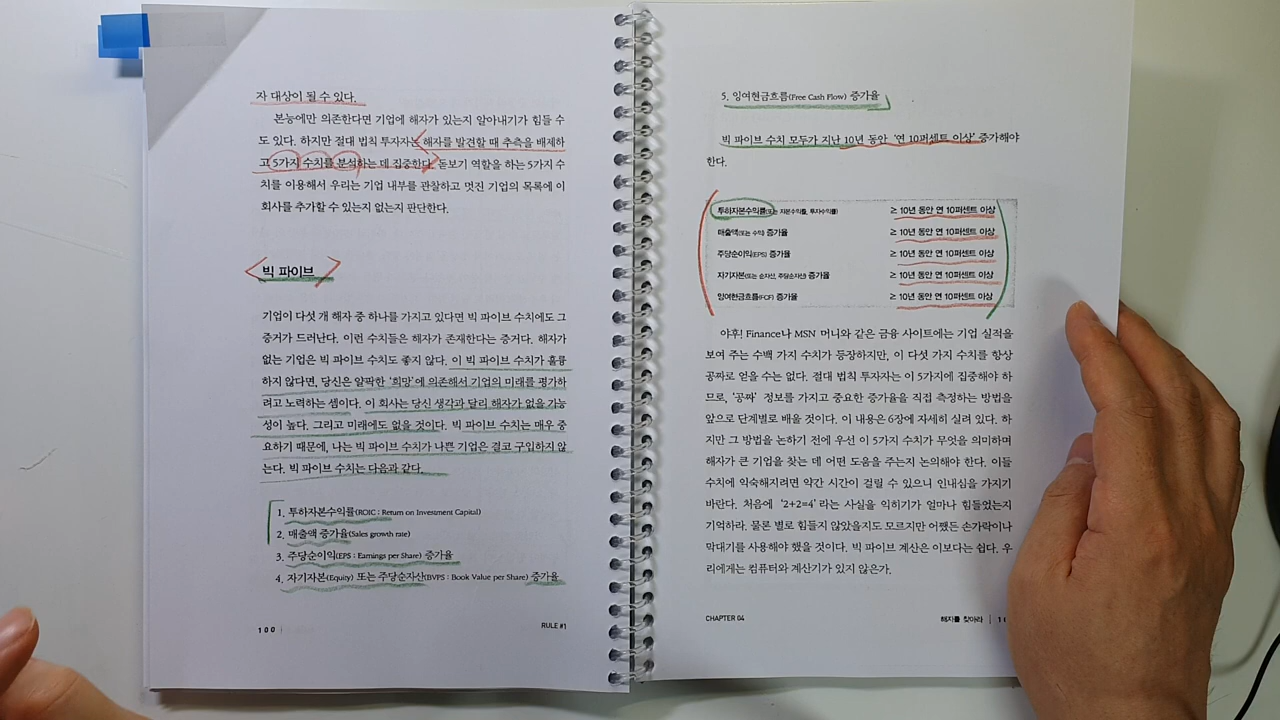 자 대상이 될 수 있다.
본능에만 의존한다면 기업에 해자가 있는지 알아내기가 힘들 수
도 있다. 하지만 절대 법칙 투자자는 해자를 발견할 때 추측을 배제하
고 5가지 수치를 분석하는 데 집중한다. 돋보기 역할을 하는 5가지 수
치를 이용해서 우리는 기업 내부를 관찰하고 멋진 기업의 목록에 이
회사를 추가할 수 있는지 없는지 판단한다.
빅 파이브
기업이 다섯 개 해자 중 하나를 가지고 있다면 빅 파이브 수치에도 그
증거가 드러난다. 이런 수치들은 해자가 존재한다는 증거다. 해자가
없는 기업은 빅 파이브 수치도 좋지 않다. 이 빅 파이브 수치가 훌륭
하지 않다면, 당신은 얄팍한 '희망'에 의존해서 기업의 미래를 평가하
려고 노력하는 셈이다. 이 회사는 당신 생각과 달리 해자가 없을 가능
성이 높다. 그리고 미래에도 없을 것이다. 빅 파이브 수치는 매우 중
요하기 때문에, 나는 빅 파이브 수치가 나쁜 기업은 결코 구입하지 않
는다. 빅 파이브 수치는 다음과 같다.
1. 투하자본수익률(ROIC : Return on Investment Capital)
2. 매출액 증가율(Sales growth rate)
3. 주당순이익(EPS : Earnings per Share) 증가율
4. 자기자본(Equity) 또는 주당순자산(BVPS : Book Value per Share) 증가율
100
RULE #1
5. 잉여현금흐름(Free Cash Flow) 증가율
빅 파이브 수치 모두가 지난 10년 동안 '연 10퍼센트 이상' 증가해야
한다.
투하자본수익률(또는 자본수익률, 투자수익률) ≥ 10년 동안 연 10퍼센트 이상
매출액(또는 수익) 증가율 ≥ 10년 동안 연 10퍼센트 이상
주당순이익(EPS) 증가율 ≥ 10년 동안 연 10퍼센트 이상
자기자본(또는 순자산, 주당순자산) 증가율 ≥ 10년 동안 연 10퍼센트 이상
잉여현금흐름(FCF) 증가율 ≥ 10년 동안 연 10퍼센트 이상
야후! Finance나 MSN 머니와 같은 금융 사이트에는 기업 실적을
보여 주는 수백 가지 수치가 등장하지만, 이 다섯 가지 수치를 항상
공짜로 얻을 수는 없다. 절대 법칙 투자자는 이 5가지에 집중해야 하
므로, '공짜' 정보를 가지고 중요한 증가율을 직접 측정하는 방법을
앞으로 단계별로 배울 것이다. 이 내용은 6장에 자세히 실려 있다. 하
지만 그 방법을 논하기 전에 우선 이 5가지 수치가 무엇을 의미하며
해자가 큰 기업을 찾는 데 어떤 도움을 주는지 논의해야 한다. 이들
수치에 익숙해지려면 약간 시간이 걸릴 수 있으니 인내심을 가지기
바란다. 처음에 '2+2=4'라는 사실을 익히기가 얼마나 힘들었는지
기억하라. 물론 별로 힘들지 않았을지도 모르지만 어쨌든 손가락이나
막대기를 사용해야 했을 것이다. 빅 파이브 계산은 이보다는 쉽다. 우
리에게는 컴퓨터와 계산기가 있지 않은가.
CHAPTER 04
해자를 찾아라